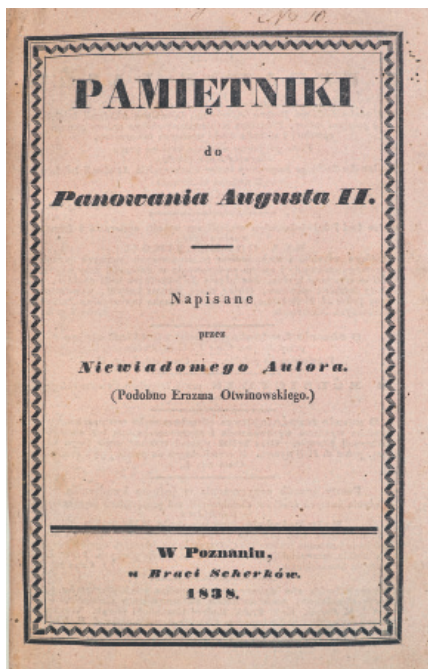 PAMIĘTNIKI
do
Panowania Augusta II.
Napisane
przez
Niewiadomego Autora.
(Podobno Erazma Otwinowskiego.)
W Poznaniu,
u Braci Scherków.
1838.